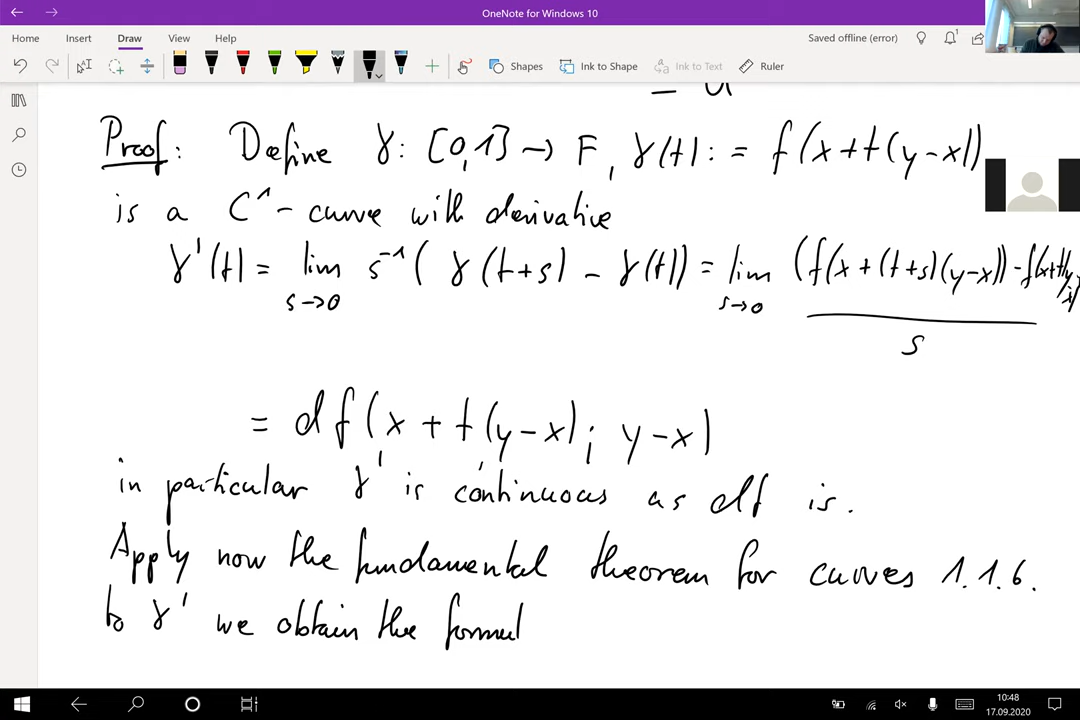 OneNote for Windows 10
Home Insert Draw View Help Saved offline (error)
Shapes Ink to Shape Ink to Text Ruler
Proof: Define γ: [0,1] → F, γ(t) := f(x+t(y-x))
is a C¹-curve with derivative
γ'(t) = lim s⁻¹ ( γ(t+s) - γ(t)) = lim (f(x+(t+s)(y-x)) - f(x+t(y-x)
s→0 s→0 s
= df(x+t(y-x); y-x)
in particular γ' is continuous as df is.
Apply now the fundamental theorem for curves 1.1.6.
to γ' we obtain the formul
10:48
17.09.2020